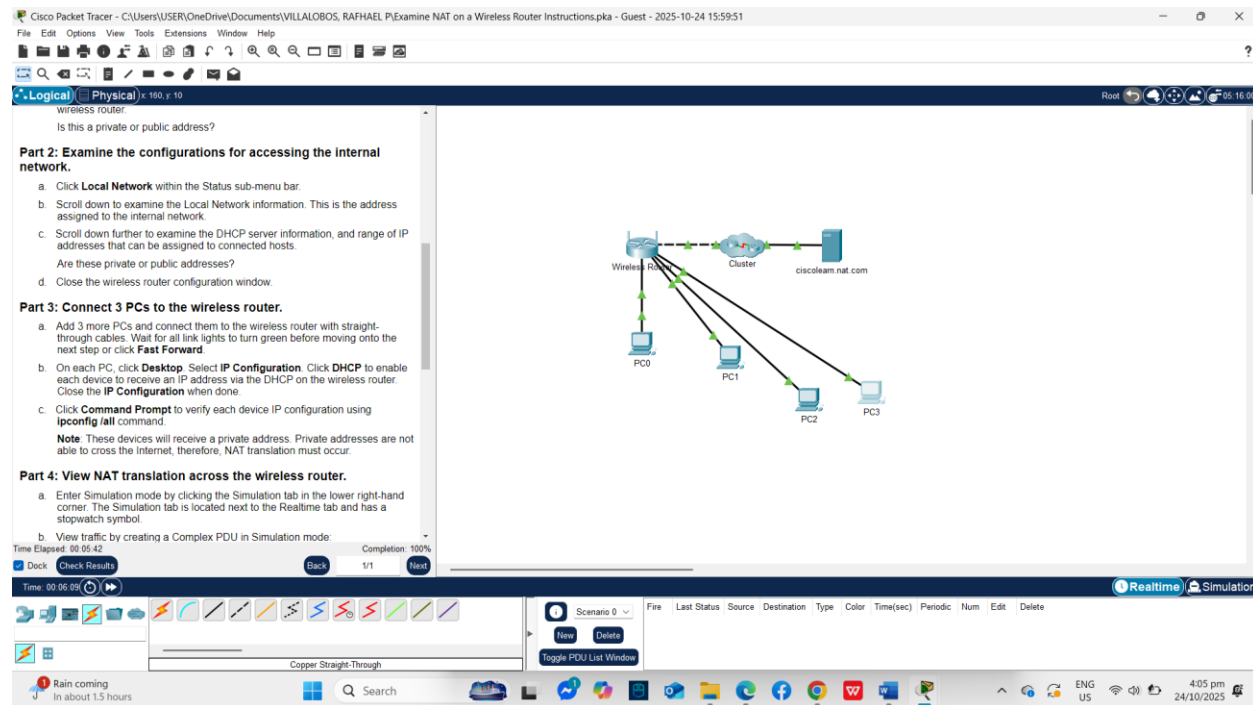 Cisco Packet Tracer - C:\Users\USER\OneDrive\Documents\VILLALOBOS, RAFHAEL P\Examine NAT on a Wireless Router Instructions.pka - Guest - 2025-10-24 15:59:51
File Edit Options View Tools Extensions Window Help
?
Logical Physical x: 160, y: 10 Root 05:16:00
wireless router.
Is this a private or public address?
Part 2: Examine the configurations for accessing the internal
network.
a. Click Local Network within the Status sub-menu bar.
b. Scroll down to examine the Local Network information. This is the address
assigned to the internal network.
c. Scroll down further to examine the DHCP server information, and range of IP
addresses that can be assigned to connected hosts.
Are these private or public addresses?
d. Close the wireless router configuration window.
Part 3: Connect 3 PCs to the wireless router.
a. Add 3 more PCs and connect them to the wireless router with straight-
through cables. Wait for all link lights to turn green before moving onto the
next step or click Fast Forward.
b. On each PC, click Desktop. Select IP Configuration. Click DHCP to enable
each device to receive an IP address via the DHCP on the wireless router.
Close the IP Configuration when done.
c. Click Command Prompt to verify each device IP configuration using
ipconfig /all command.
Note: These devices will receive a private address. Private addresses are not
able to cross the Internet, therefore, NAT translation must occur.
Part 4: View NAT translation across the wireless router.
a. Enter Simulation mode by clicking the Simulation tab in the lower right-hand
corner. The Simulation tab is located next to the Realtime tab and has a
stopwatch symbol.
b. View traffic by creating a Complex PDU in Simulation mode:
Time Elapsed: 00:05:42 Completion: 100%
Dock Check Results Back 1/1 Next
Wireless Router
Cluster
ciscolearn.nat.com
PC0
PC1
PC2
PC3
Time: 00:06:09 Realtime Simulation
Scenario 0
New Delete
Toggle PDU List Window
Fire Last Status Source Destination Type Color Time(sec) Periodic Num Edit Delete
Copper Straight-Through
1
Rain coming
In about 1.5 hours
Search
1
W
ENG
US
4:05 pm
24/10/2025